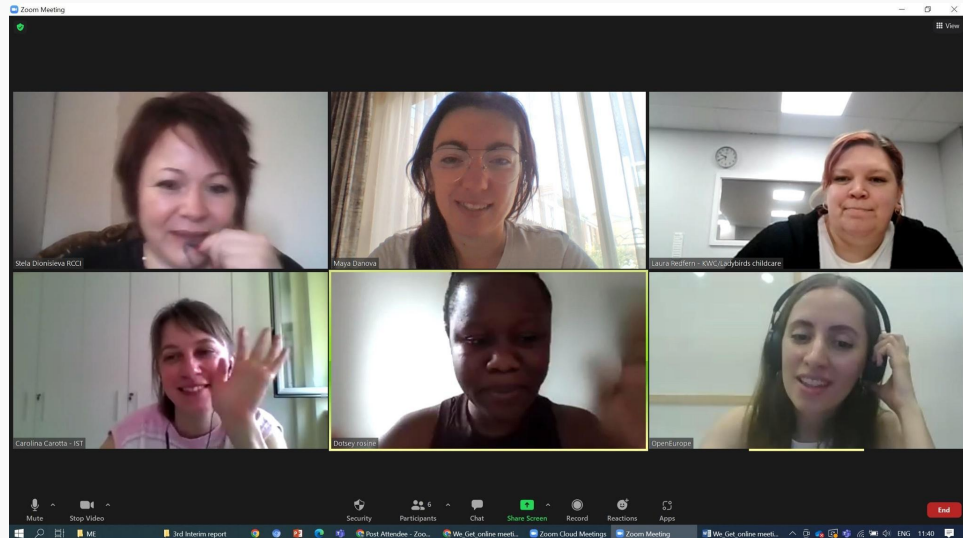 Zoom Meeting
View
Stela Dionisieva RCCI
Maya Danova
Laura Redfern - KWC/Ladybirds childcare
Carolina Carotta - IST
Dotsey rosine
OpenEurope
Mute
Stop Video
Security
Participants
6
Chat
Share Screen
Record
Reactions
Apps
End
ME
3rd Interim report
Post Attendee - Zoo...
We_Get_online meeti...
Zoom Cloud Meetings
Zoom Meeting
We_Get_online meeti...
ENG
11:40